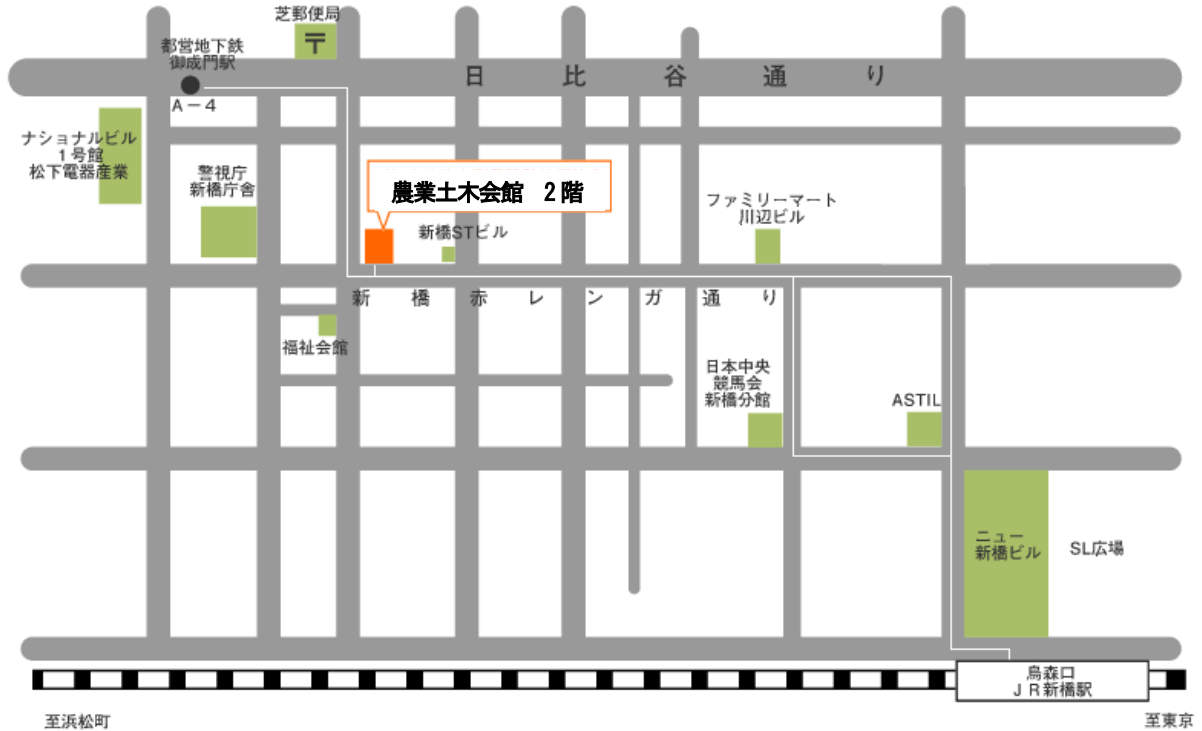 芝郵便局
〒
都営地下鉄
御成門駅
A－4
日比谷通り
ナショナルビル
1号館
松下電器産業
警視庁
新橋庁舎
農業土木会館　2階
新橋STビル
ファミリーマート
川辺ビル
新橋赤レンガ通り
福祉会館
日本中央
競馬会
新橋分館
ASTIL
ニュー
新橋ビル
SL広場
烏森口
JR新橋駅
至浜松町
至東京